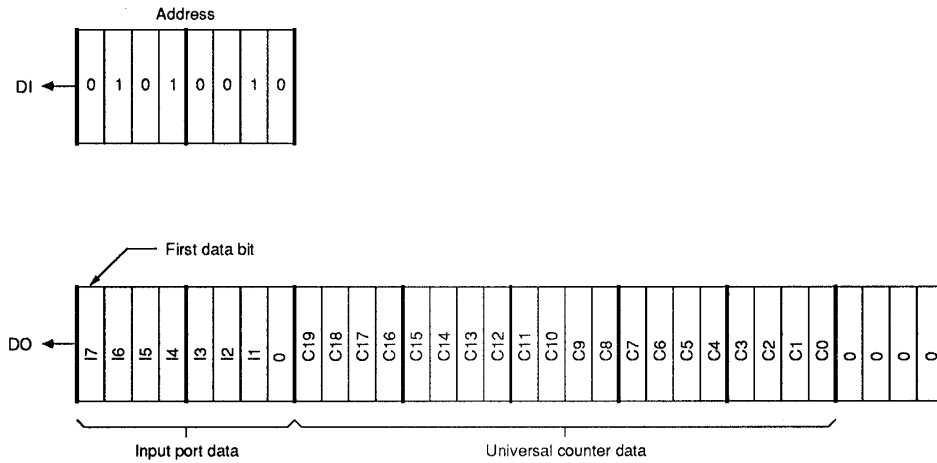 Address
DI
0 1 0 1 0 0 1 0
First data bit
DO
I7 I6 I5 I4 I3 I2 I1 0 C19 C18 C17 C16 C15 C14 C13 C12 C11 C10 C9 C8 C7 C6 C5 C4 C3 C2 C1 C0 0 0 0 0
Input port data
Universal counter data